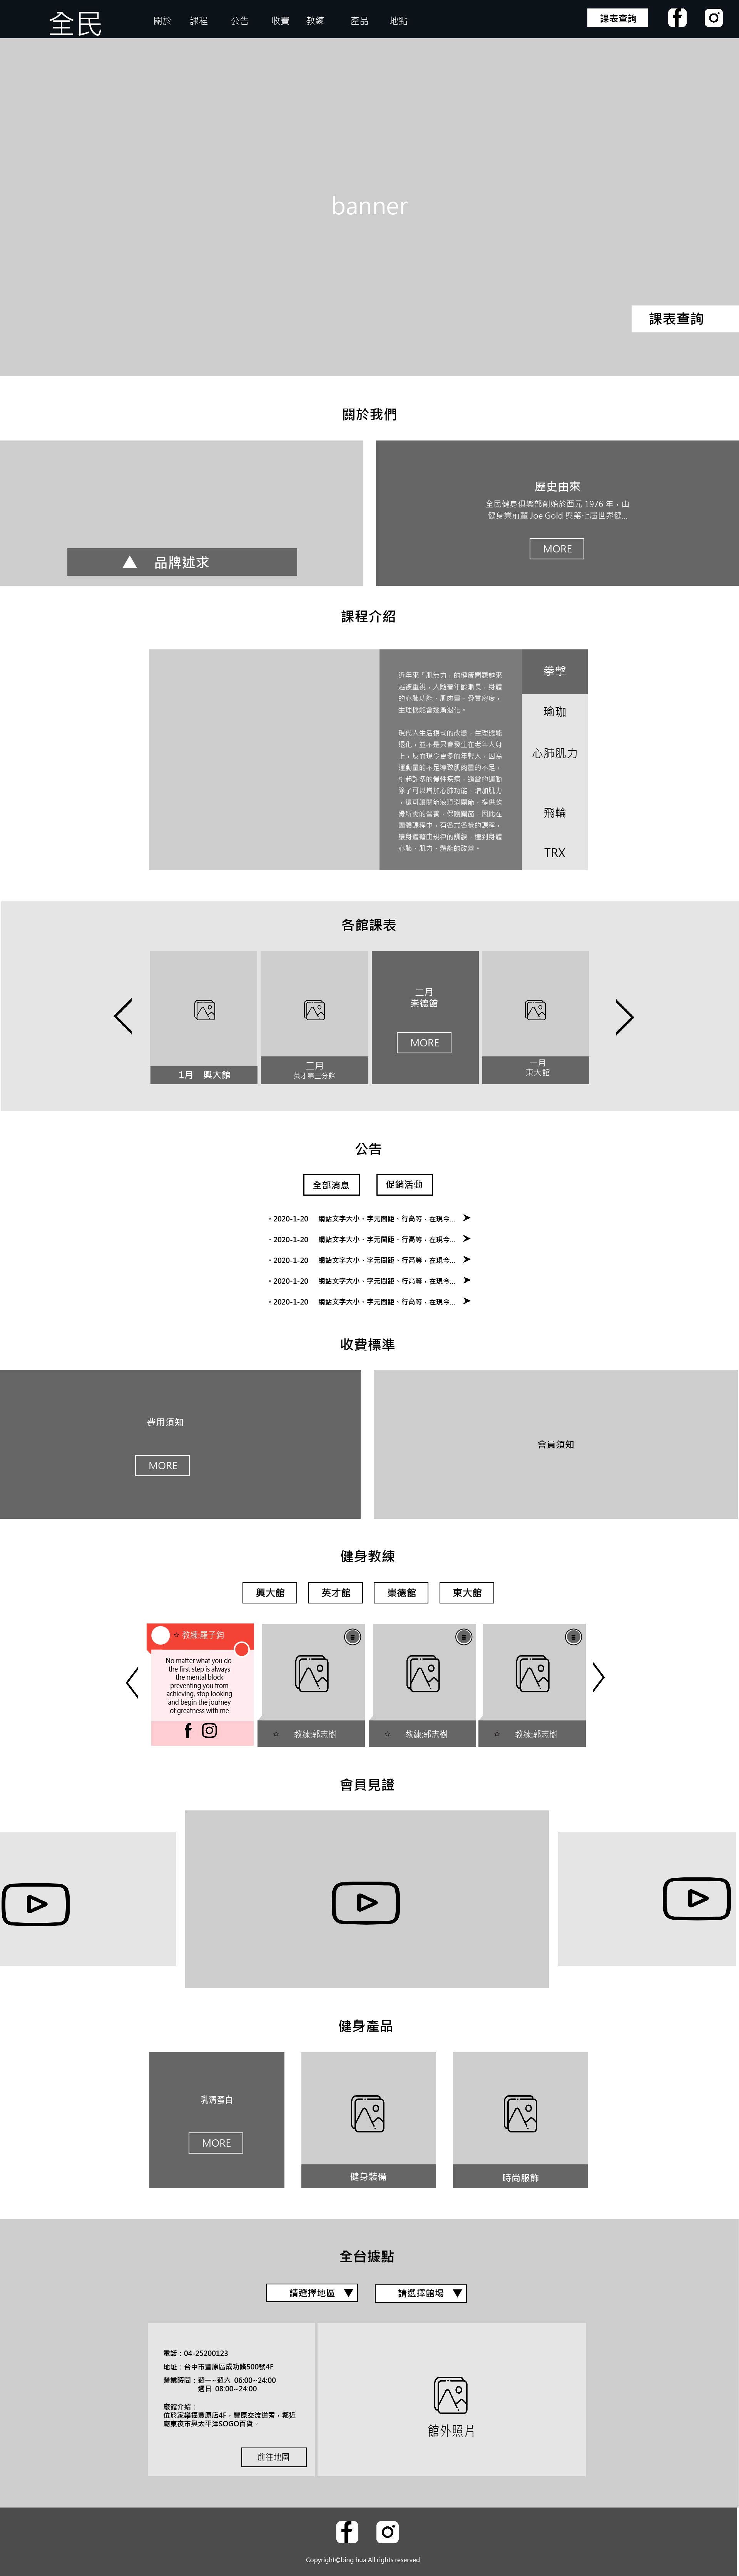 全民
關於 課程 公告 收費 教練 產品 地點
課表查詢
banner
課表查詢
關於我們
品牌述求
歷史由來
全民健身俱樂部創始於西元 1976 年，由
健身業前輩 Joe Gold 與第七屆世界健...
MORE
課程介紹
近年來「肌無力」的健康問題越來
越被重視，人隨著年齡漸長，身體
的心肺功能、肌肉量、骨質密度，
生理機能會逐漸退化。
現代人生活模式的改變，生理機能
退化，並不是只會發生在老年人身
上，反而現今更多的年輕人，因為
運動量的不足導致肌肉量的不足，
引起許多的慢性疾病，適當的運動
除了可以增加心肺功能，增加肌力
，還可讓關節液潤滑關節，提供軟
骨所需的營養，保護關節，因此在
團體課程中，有各式各樣的課程，
讓身體藉由規律的訓練，達到身體
心肺、肌力、體能的改善。
拳擊
瑜珈
心肺肌力
飛輪
TRX
各館課表
1月 興大館
二月
英才第三分館
二月
崇德館
MORE
一月
東大館
公告
全部消息 促銷活動
・2020-1-20 網站文字大小、字元間距、行高等，在現今...
・2020-1-20 網站文字大小、字元間距、行高等，在現今...
・2020-1-20 網站文字大小、字元間距、行高等，在現今...
・2020-1-20 網站文字大小、字元間距、行高等，在現今...
・2020-1-20 網站文字大小、字元間距、行高等，在現今...
收費標準
費用須知
MORE
會員須知
健身教練
興大館 英才館 崇德館 東大館
☆ 教練:羅子鈞
No matter what you do
the first step is always
the mental block
preventing you from
achieving, stop looking
and begin the journey
of greatness with me
☆ 教練:郭志樹
☆ 教練:郭志樹
☆ 教練:郭志樹
會員見證
健身產品
乳清蛋白
MORE
健身裝備
時尚服飾
全台據點
請選擇地區 ▼ 請選擇館場 ▼
電話：04-25200123
地址：台中市豐原區成功路500號4F
營業時間：週一~週六 06:00~24:00
週日 08:00~24:00
廠館介紹：
位於家樂福豐原店4F，豐原交流道旁，鄰近
廟東夜市與太平洋SOGO百貨。
前往地圖
館外照片
Copyright©bing hua All rights reserved